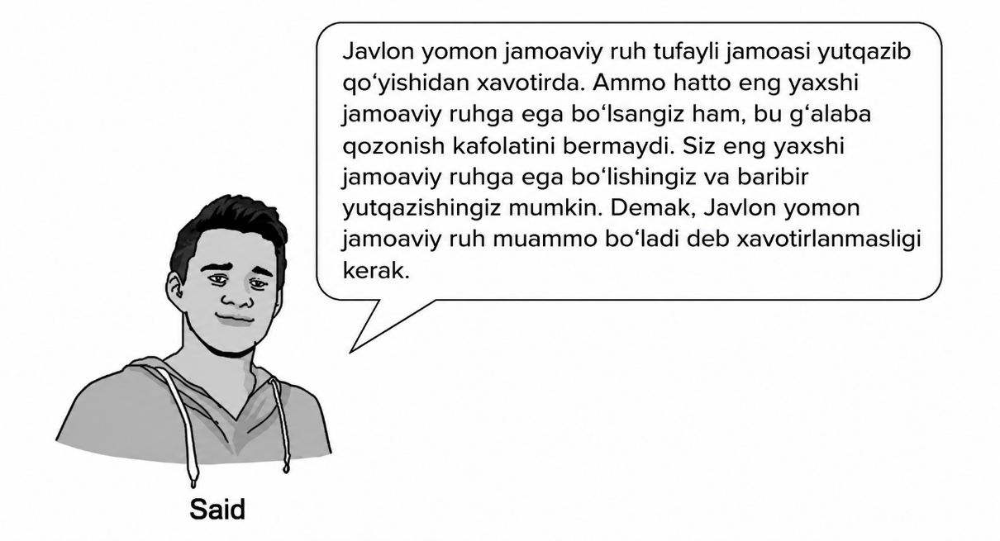 Javlon yomon jamoaviy ruh tufayli jamoasi yutqazib
qo‘yishidan xavotirda. Ammo hatto eng yaxshi
jamoaviy ruhga ega bo‘lsangiz ham, bu g‘alaba
qozonish kafolatini bermaydi. Siz eng yaxshi
jamoaviy ruhga ega bo‘lishingiz va baribir
yutqazishingiz mumkin. Demak, Javlon yomon
jamoaviy ruh muammo bo‘ladi deb xavotirlanmasligi
kerak.
Said